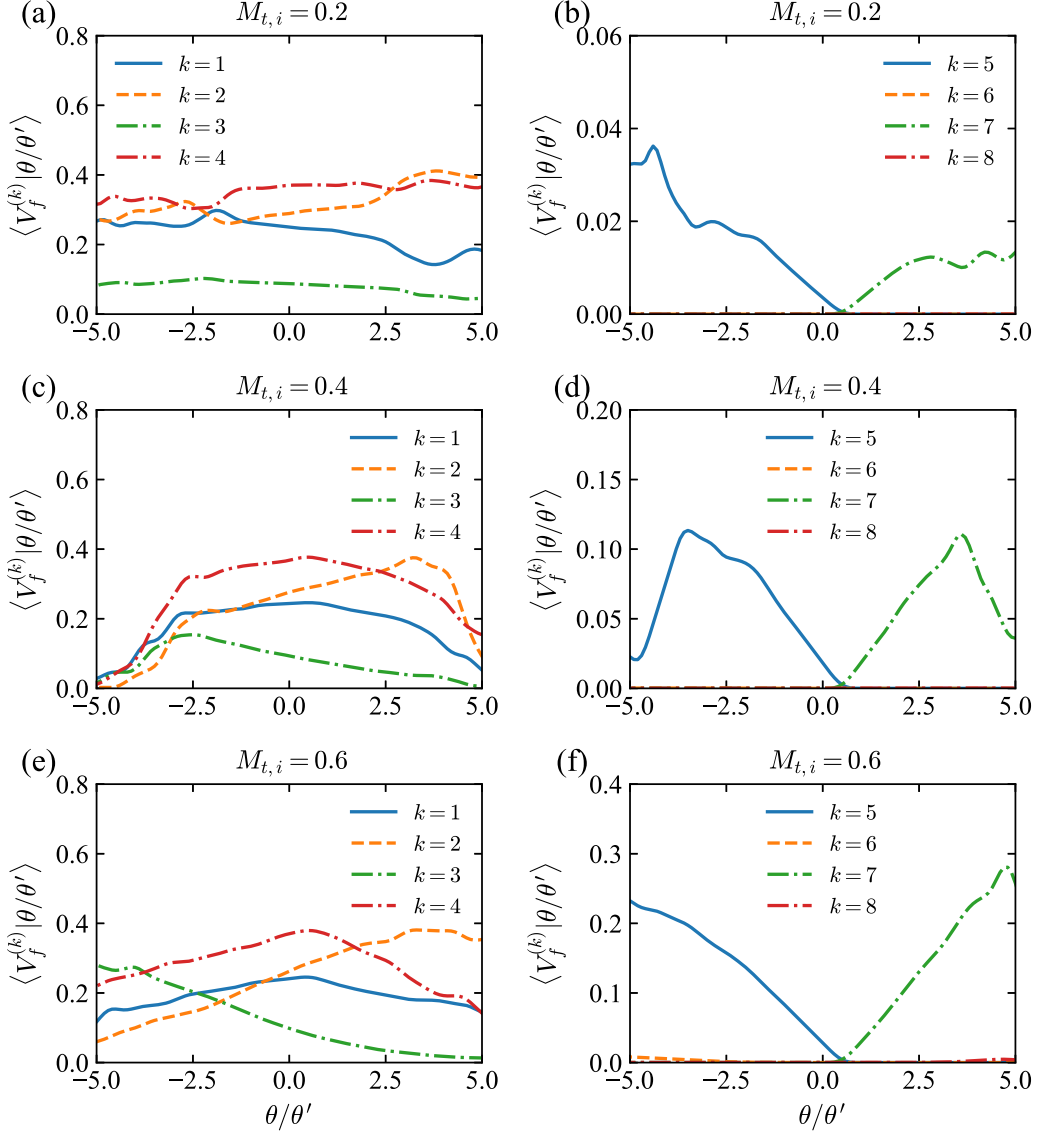 (a) M_{t, i} = 0.2
0.8
0.6
0.4
0.2
0.0
⟨V_f^{(k)}|θ/θ′⟩
k = 1
k = 2
k = 3
k = 4
−5.0 −2.5 0.0 2.5 5.0
θ/θ′
(b) M_{t, i} = 0.2
0.06
0.04
0.02
0.00
⟨V_f^{(k)}|θ/θ′⟩
k = 5
k = 6
k = 7
k = 8
−5.0 −2.5 0.0 2.5 5.0
θ/θ′
(c) M_{t, i} = 0.4
0.8
0.6
0.4
0.2
0.0
⟨V_f^{(k)}|θ/θ′⟩
k = 1
k = 2
k = 3
k = 4
−5.0 −2.5 0.0 2.5 5.0
(d) M_{t, i} = 0.4
0.20
0.15
0.10
0.05
0.00
⟨V_f^{(k)}|θ/θ′⟩
k = 5
k = 6
k = 7
k = 8
−5.0 −2.5 0.0 2.5 5.0
(e) M_{t, i} = 0.6
0.8
0.6
0.4
0.2
0.0
⟨V_f^{(k)}|θ/θ′⟩
k = 1
k = 2
k = 3
k = 4
−5.0 −2.5 0.0 2.5 5.0
θ/θ′
(f) M_{t, i} = 0.6
0.4
0.3
0.2
0.1
0.0
⟨V_f^{(k)}|θ/θ′⟩
k = 5
k = 6
k = 7
k = 8
−5.0 −2.5 0.0 2.5 5.0
θ/θ′